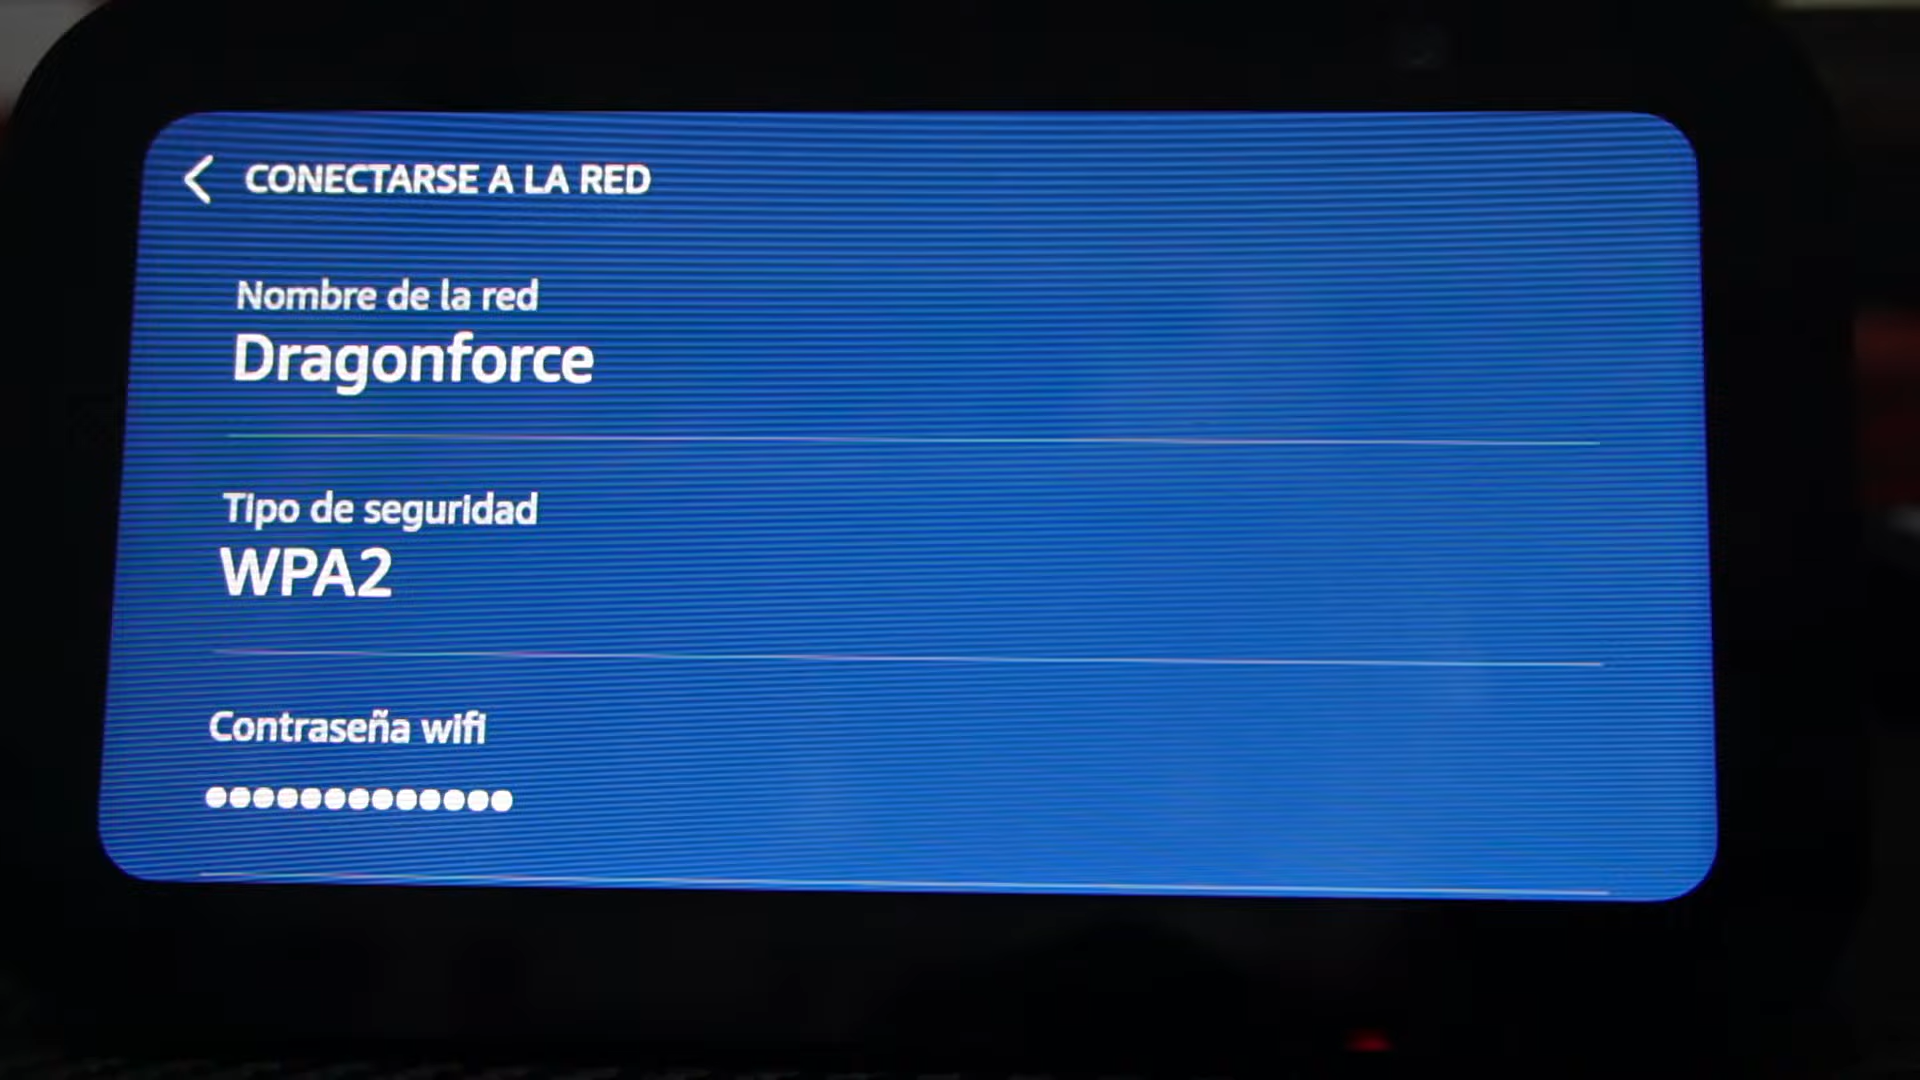 CONECTARSE A LA RED
Nombre de la red
Dragonforce
Tipo de seguridad
WPA2
Contraseña wifi
•••••••••••••